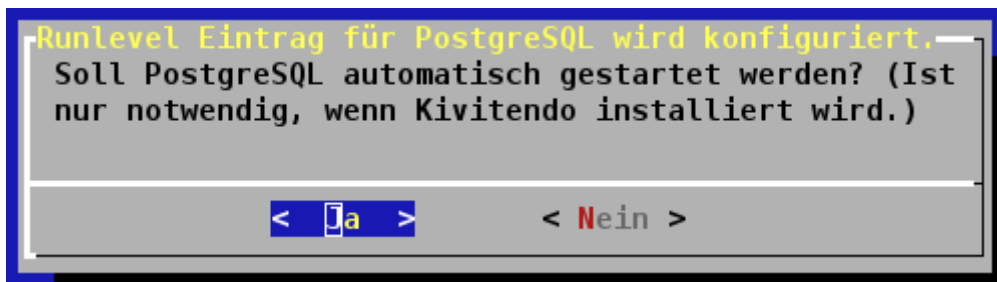 Runlevel Eintrag für PostgreSQL wird konfiguriert.
Soll PostgreSQL automatisch gestartet werden? (Ist
nur notwendig, wenn Kivitendo installiert wird.)
< Ja > < Nein >